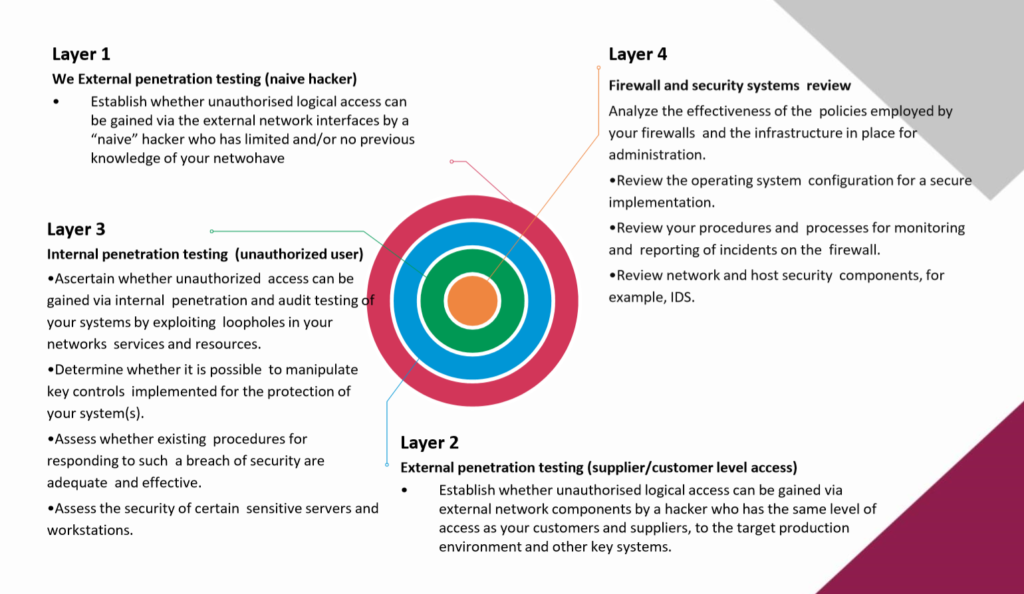 Layer 1
We External penetration testing (naive hacker)
• Establish whether unauthorised logical access can
be gained via the external network interfaces by a
“naive” hacker who has limited and/or no previous
knowledge of your netwohave
Layer 3
Internal penetration testing (unauthorized user)
•Ascertain whether unauthorized access can be
gained via internal penetration and audit testing of
your systems by exploiting loopholes in your
networks services and resources.
•Determine whether it is possible to manipulate
key controls implemented for the protection of
your system(s).
•Assess whether existing procedures for
responding to such a breach of security are
adequate and effective.
•Assess the security of certain sensitive servers and
workstations.
Layer 4
Firewall and security systems review
Analyze the effectiveness of the policies employed by
your firewalls and the infrastructure in place for
administration.
•Review the operating system configuration for a secure
implementation.
•Review your procedures and processes for monitoring
and reporting of incidents on the firewall.
•Review network and host security components, for
example, IDS.
Layer 2
External penetration testing (supplier/customer level access)
• Establish whether unauthorised logical access can be gained via
external network components by a hacker who has the same level of
access as your customers and suppliers, to the target production
environment and other key systems.